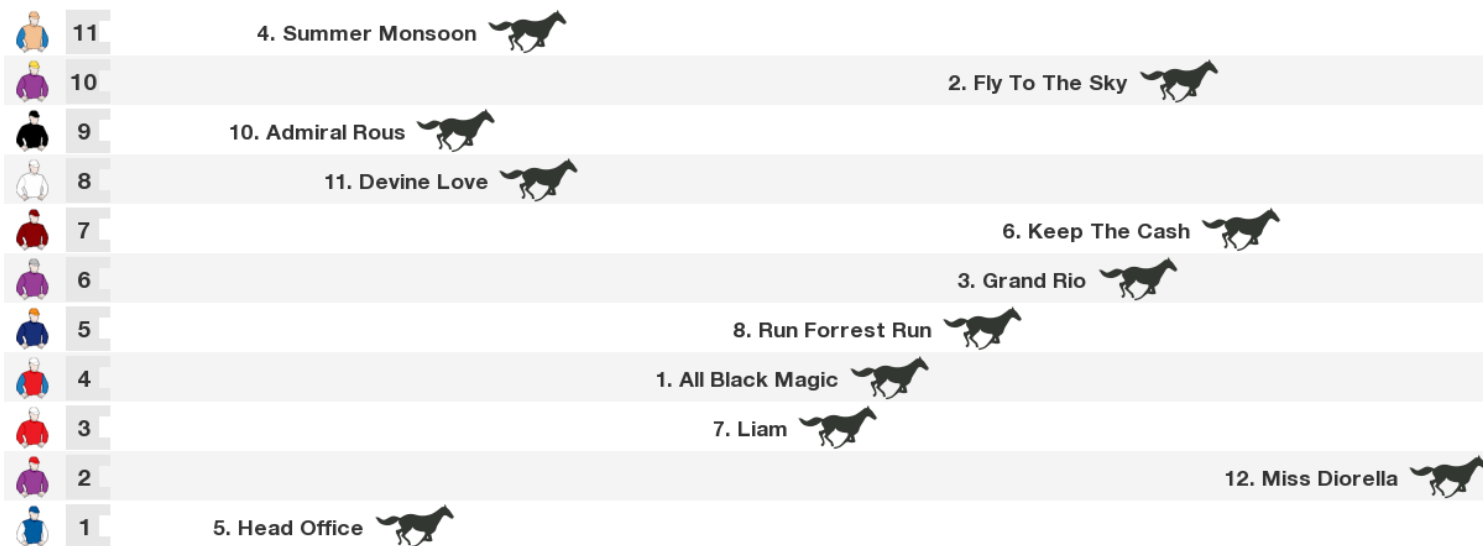 11 4. Summer Monsoon
10 2. Fly To The Sky
9 10. Admiral Rous
8 11. Devine Love
7 6. Keep The Cash
6 3. Grand Rio
5 8. Run Forrest Run
4 1. All Black Magic
3 7. Liam
2 12. Miss Diorella
1 5. Head Office